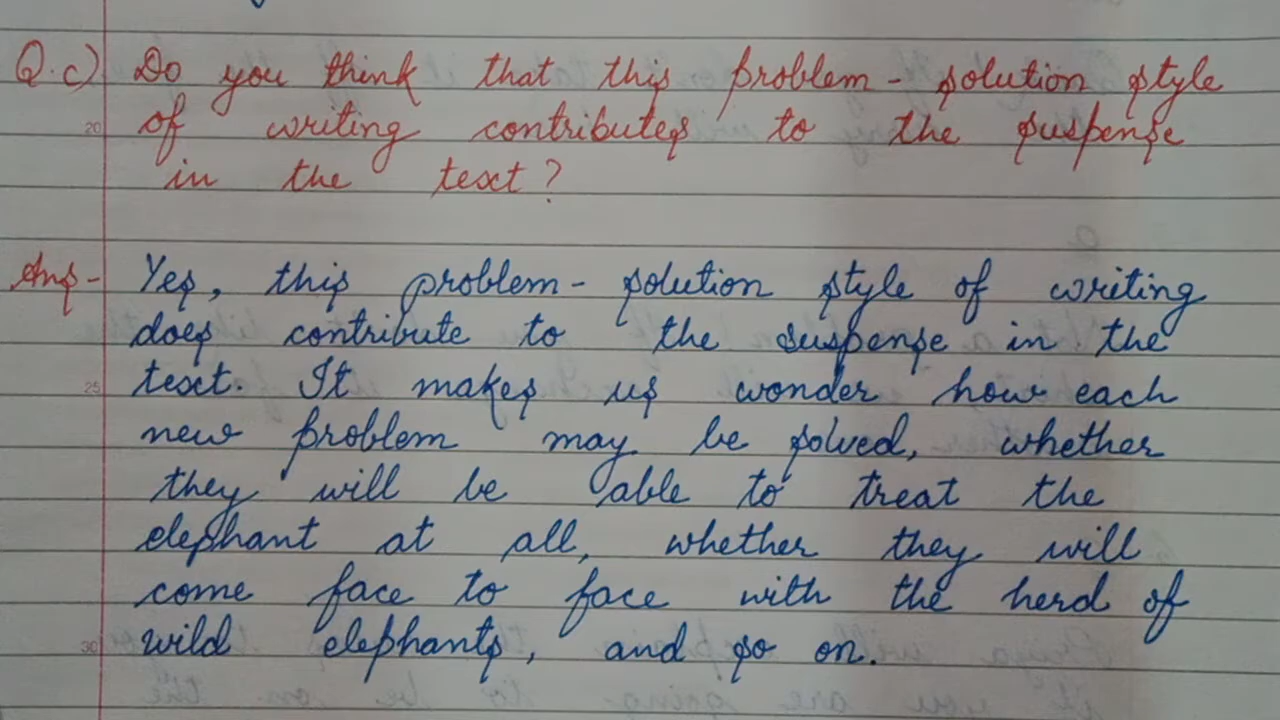 Q.c) Do you think that this problem - solution style
20 of writing contributes to the suspense
in the text?
Ans- Yes, this problem - solution style of writing
does contribute to the suspense in the
25 text. It makes us wonder how each
new problem may be solved, whether
they will be able to treat the
elephant at all, whether they will
come face to face with the herd of
30 wild elephants, and so on.